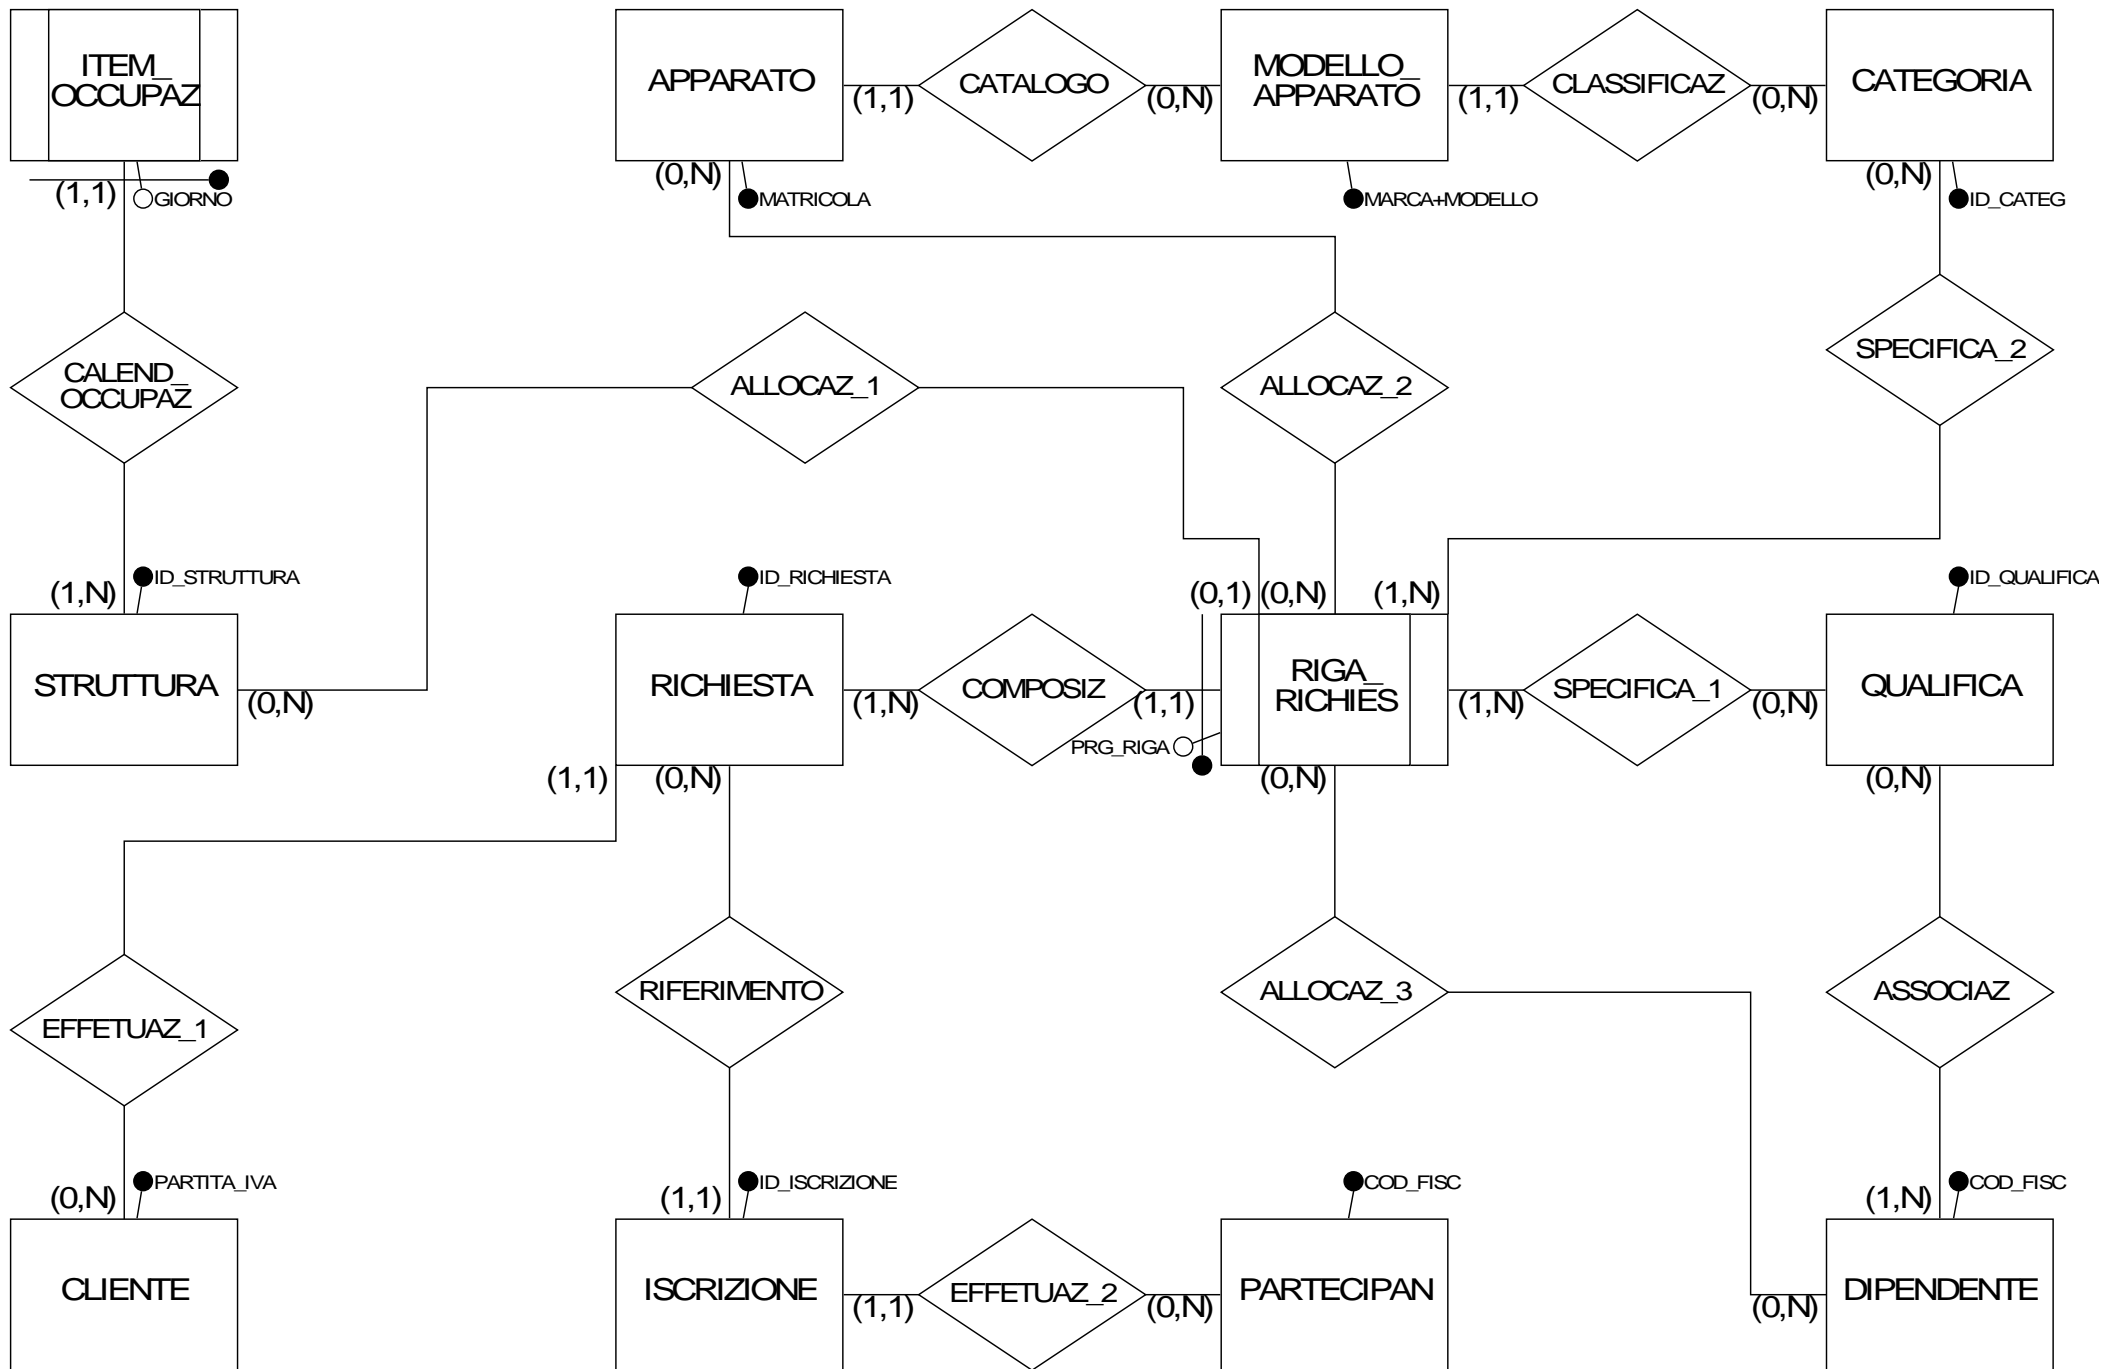 ITEM_
OCCUPAZ
APPARATO
CATALOGO
MODELLO_
APPARATO
CLASSIFICAZ
CATEGORIA
(1,1)
(0,N)
(1,1)
(0,N)
(1,1)
GIORNO
(0,N)
MATRICOLA
MARCA+MODELLO
(0,N)
ID_CATEG
CALEND_
OCCUPAZ
ALLOCAZ_1
ALLOCAZ_2
SPECIFICA_2
(1,N)
ID_STRUTTURA
ID_RICHIESTA
(0,1)
(0,N)
(1,N)
ID_QUALIFICA
STRUTTURA
(0,N)
RICHIESTA
(1,N)
COMPOSIZ
(1,1)
RIGA_
RICHIES
(1,N)
SPECIFICA_1
(0,N)
QUALIFICA
PRG_RIGA
(1,1)
(0,N)
(0,N)
(0,N)
EFFETUAZ_1
RIFERIMENTO
ALLOCAZ_3
ASSOCIAZ
(0,N)
PARTITA_IVA
(1,1)
ID_ISCRIZIONE
COD_FISC
(1,N)
COD_FISC
CLIENTE
ISCRIZIONE
(1,1)
EFFETUAZ_2
(0,N)
PARTECIPAN
(0,N)
DIPENDENTE